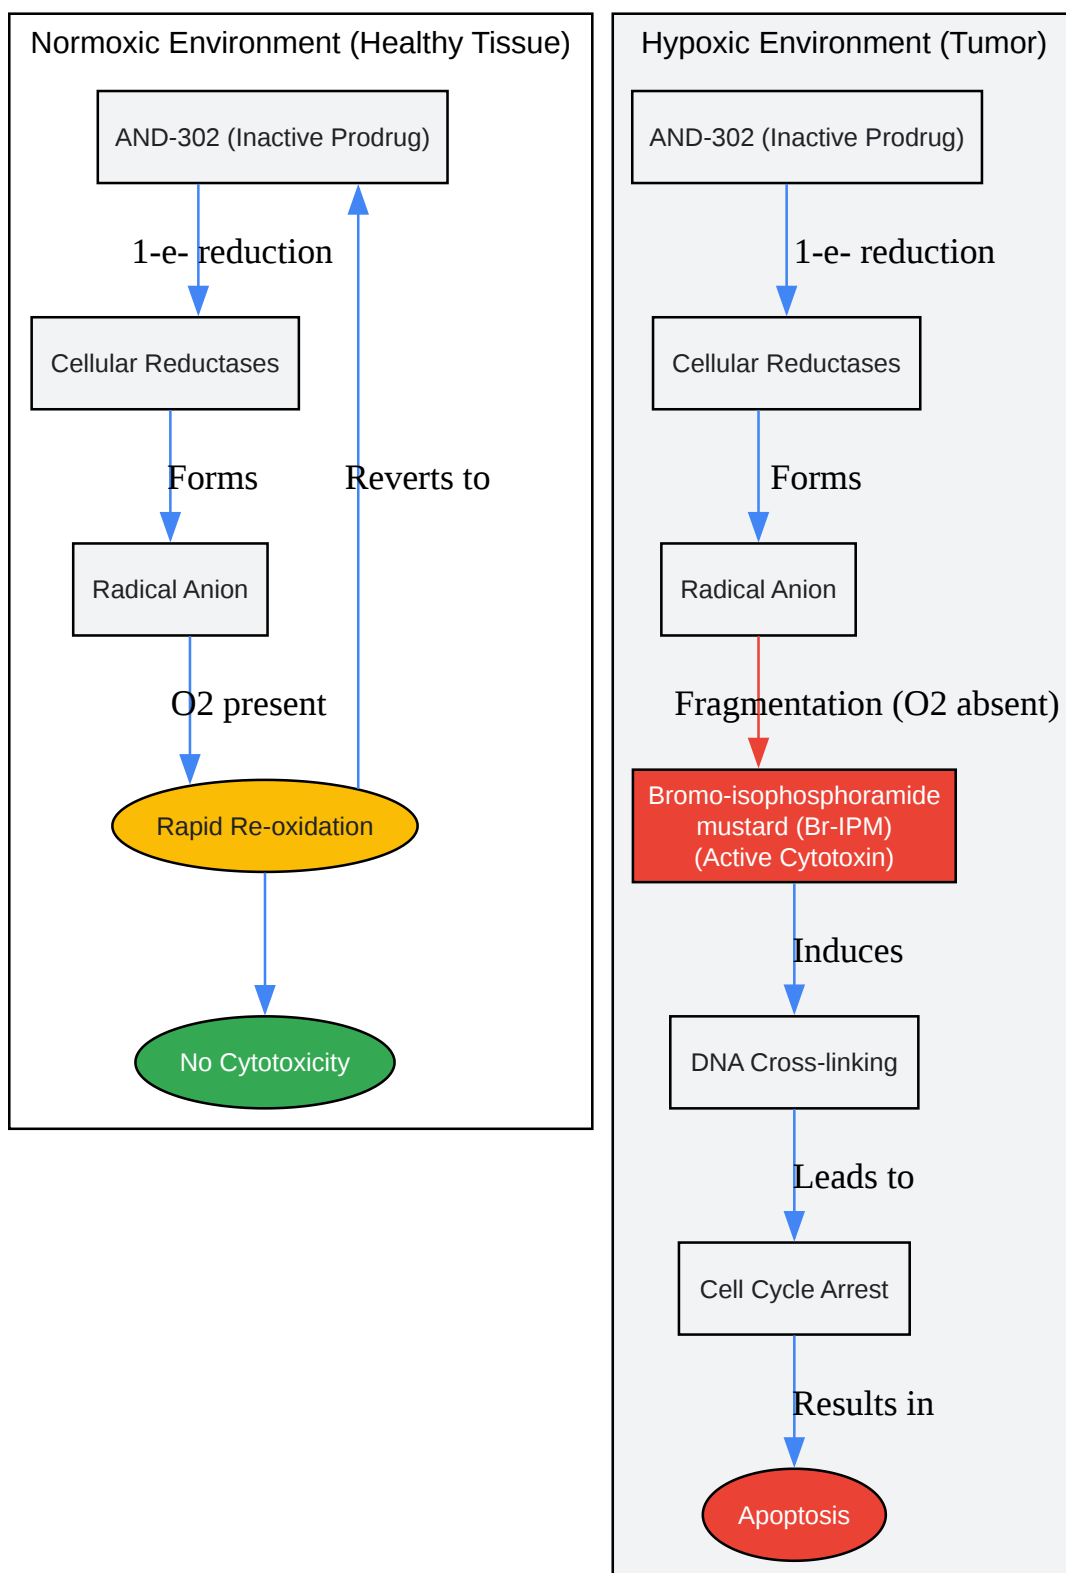 Normoxic Environment (Healthy Tissue)
AND-302 (Inactive Prodrug)
1-e- reduction
Cellular Reductases
Forms
Reverts to
Radical Anion
O2 present
Rapid Re-oxidation
No Cytotoxicity
Hypoxic Environment (Tumor)
AND-302 (Inactive Prodrug)
1-e- reduction
Cellular Reductases
Forms
Radical Anion
Fragmentation (O2 absent)
Bromo-isophosphoramide
mustard (Br-IPM)
(Active Cytotoxin)
Induces
DNA Cross-linking
Leads to
Cell Cycle Arrest
Results in
Apoptosis